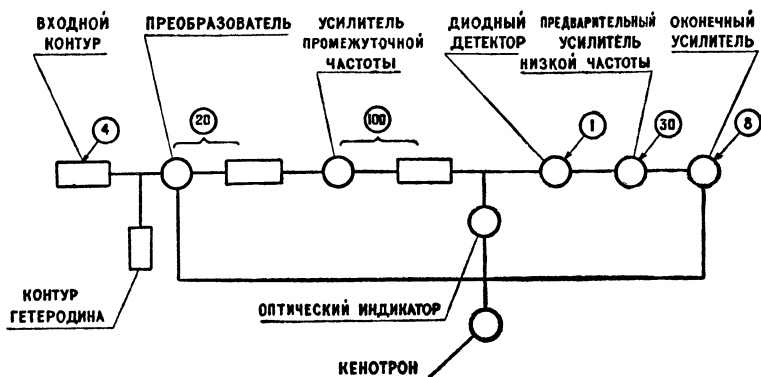 ВХОДНОЙ
КОНТУР
ПРЕОБРАЗОВАТЕЛЬ
УСИЛИТЕЛЬ
ПРОМЕЖУТОЧНОЙ
ЧАСТОТЫ
ДИОДНЫЙ
ДЕТЕКТОР
ПРЕДВАРИТЕЛЬНЫЙ
УСИЛИТЕЛЬ
НИЗКОЙ ЧАСТОТЫ
ОКОНЕЧНЫЙ
УСИЛИТЕЛЬ
4
20
100
1
30
8
КОНТУР
ГЕТЕРОДИНА
ОПТИЧЕСКИЙ ИНДИКАТОР
КЕНОТРОН